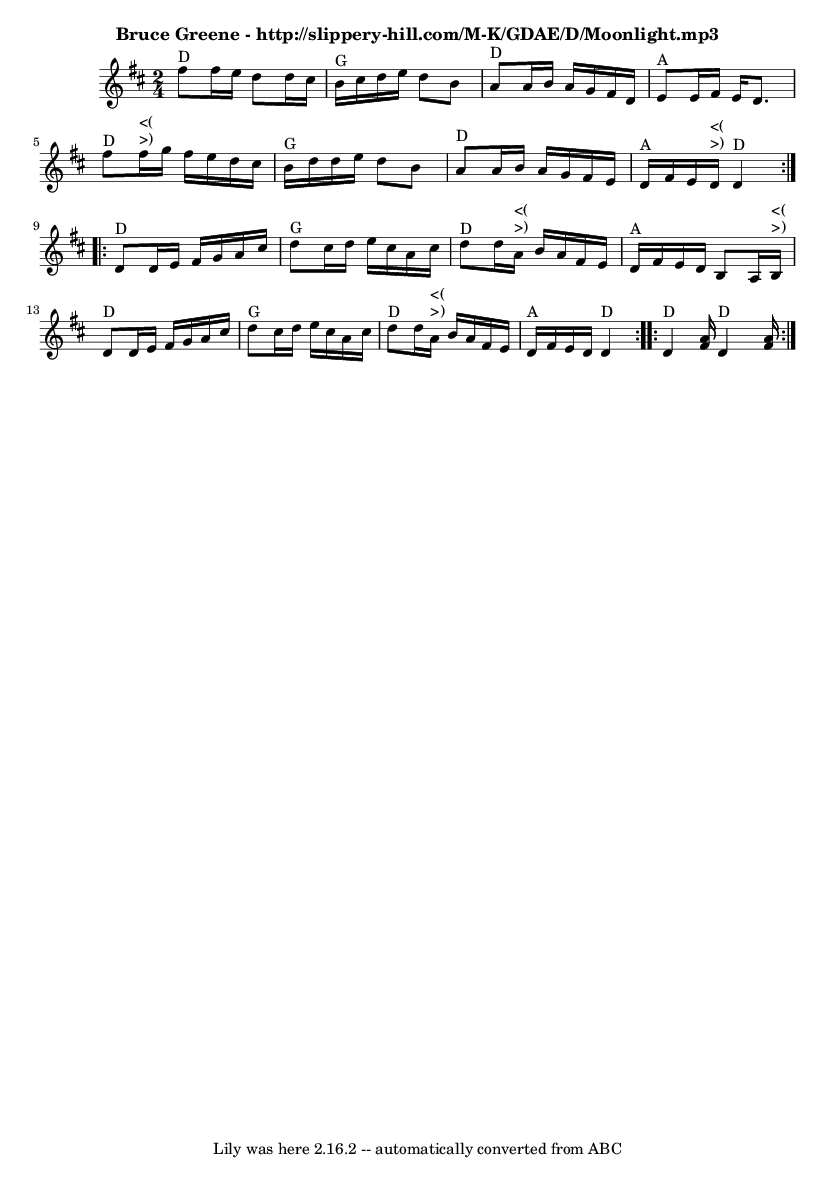 Bruce Greene - http://slippery-hill.com/M-K/GDAE/D/Moonlight.mp3
D G D A
2
4
<( <(
5 D >) G D A >) D
<( <(
9 D G D >) A >)
<(
13 D G D >) A D D D
Lily was here 2.16.2 -- automatically converted from ABC